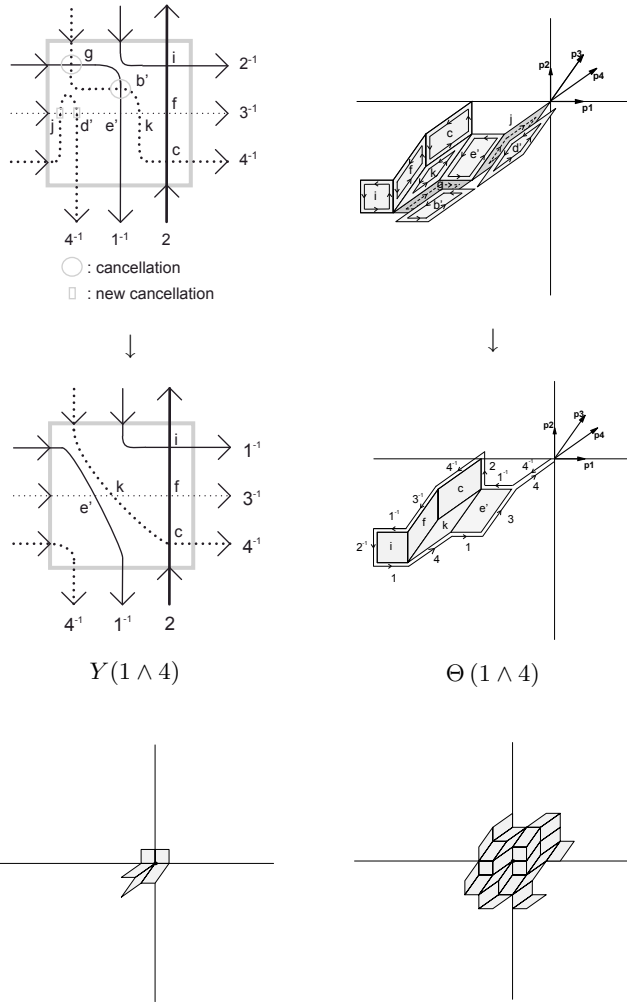 g
i
2⁻¹
b'
f
j
d'
e'
k
3⁻¹
c
4⁻¹
4⁻¹
1⁻¹
2
: cancellation
: new cancellation
p2
p3
p4
p1
j
c
e'
d'
f
k
g
i
b'
↓
↓
i
1⁻¹
k
f
e'
3⁻¹
c
4⁻¹
4⁻¹
1⁻¹
2
p2
p3
p4
p1
4⁻¹
2
4⁻¹
1⁻¹
4
c
3⁻¹
e'
3
1⁻¹
f
k
2⁻¹
i
1
4
1
Y(1 ∧ 4)
Θ (1 ∧ 4)